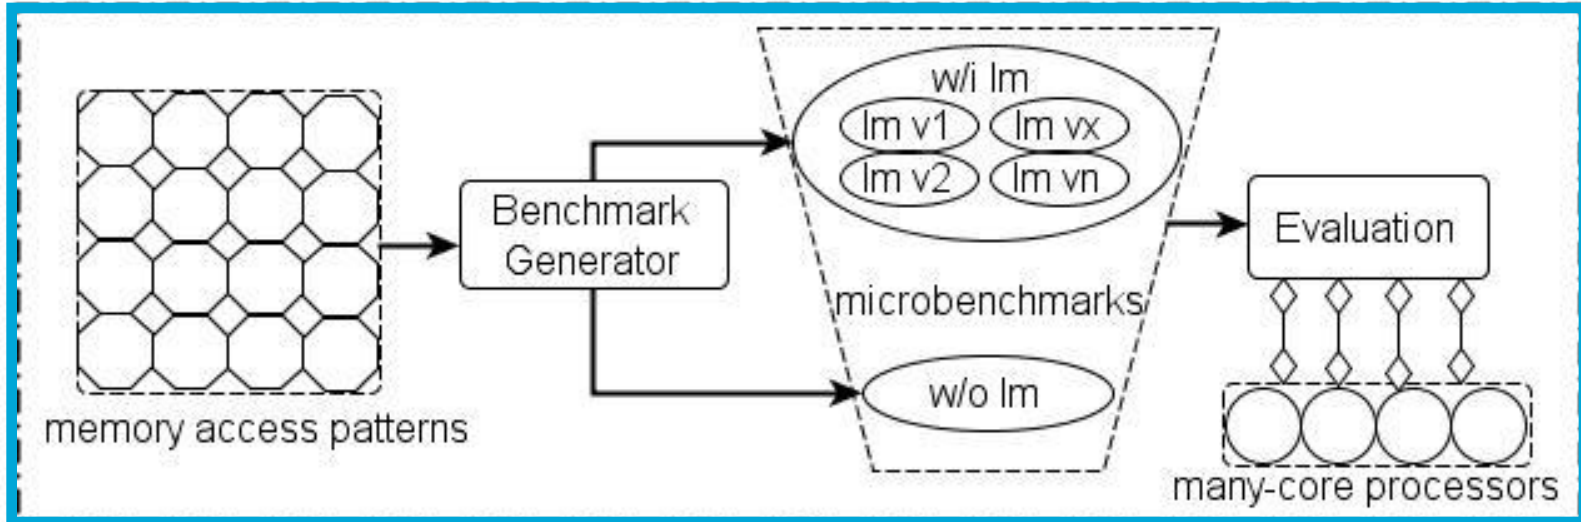 memory access patterns
Benchmark
Generator
w/i lm
lm v1
lm vx
lm v2
lm vn
microbenchmarks
w/o lm
Evaluation
many-core processors